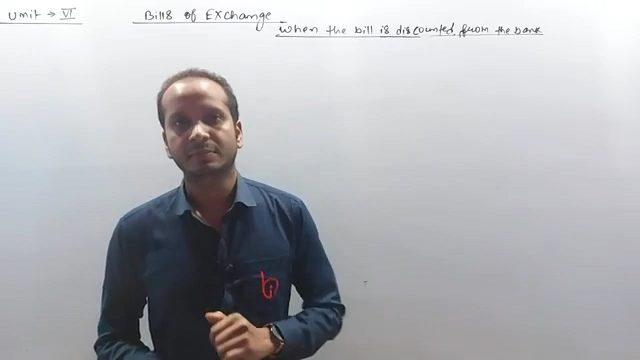 Unit → VI
Bills of Exchange -
When the bill is discounted from the bank